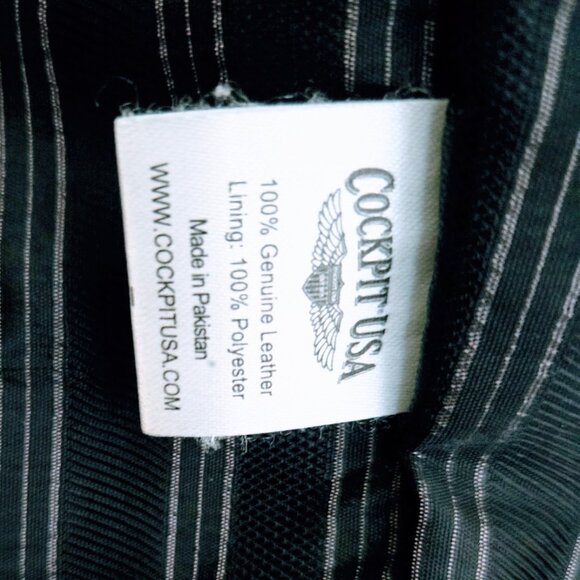 COCKPIT USA
100% Genuine Leather
Lining: 100% Polyester
Made in Pakistan
WWW.COCKPITUSA.COM